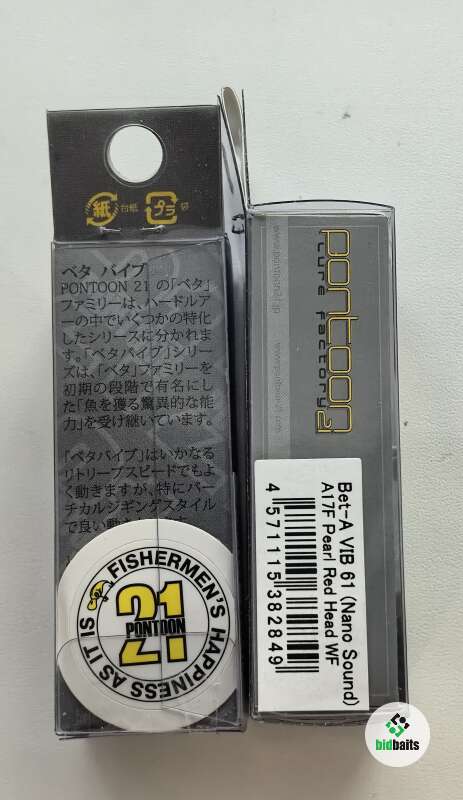 紙 台紙
プラ 袋
ベタ バイブ
PONTOON 21 の「ベタ」
ファミリーは、ハードルアー
の中でいくつかの特化
したシリーズに分かれま
す。「ベタバイブ」シリー
ズは、「ベタ」ファミリーを
初期の段階で有名にし
た「魚を獲る驚異的な能
力」を受け継いでいます。
「ベタバイブ」はいかなる
リトリーブスピードでもよ
く動きますが、特にバー
チカルジギングスタイル
で良い動き
FISHERMEN'S HAPPINESS AS IT IS!
21
PONTOON
pontoon 21
lure factory
Bet-A VIB 61 (Nano Sound)
A17F Pearl Red Head WF
4 571115 382849
bidbaits